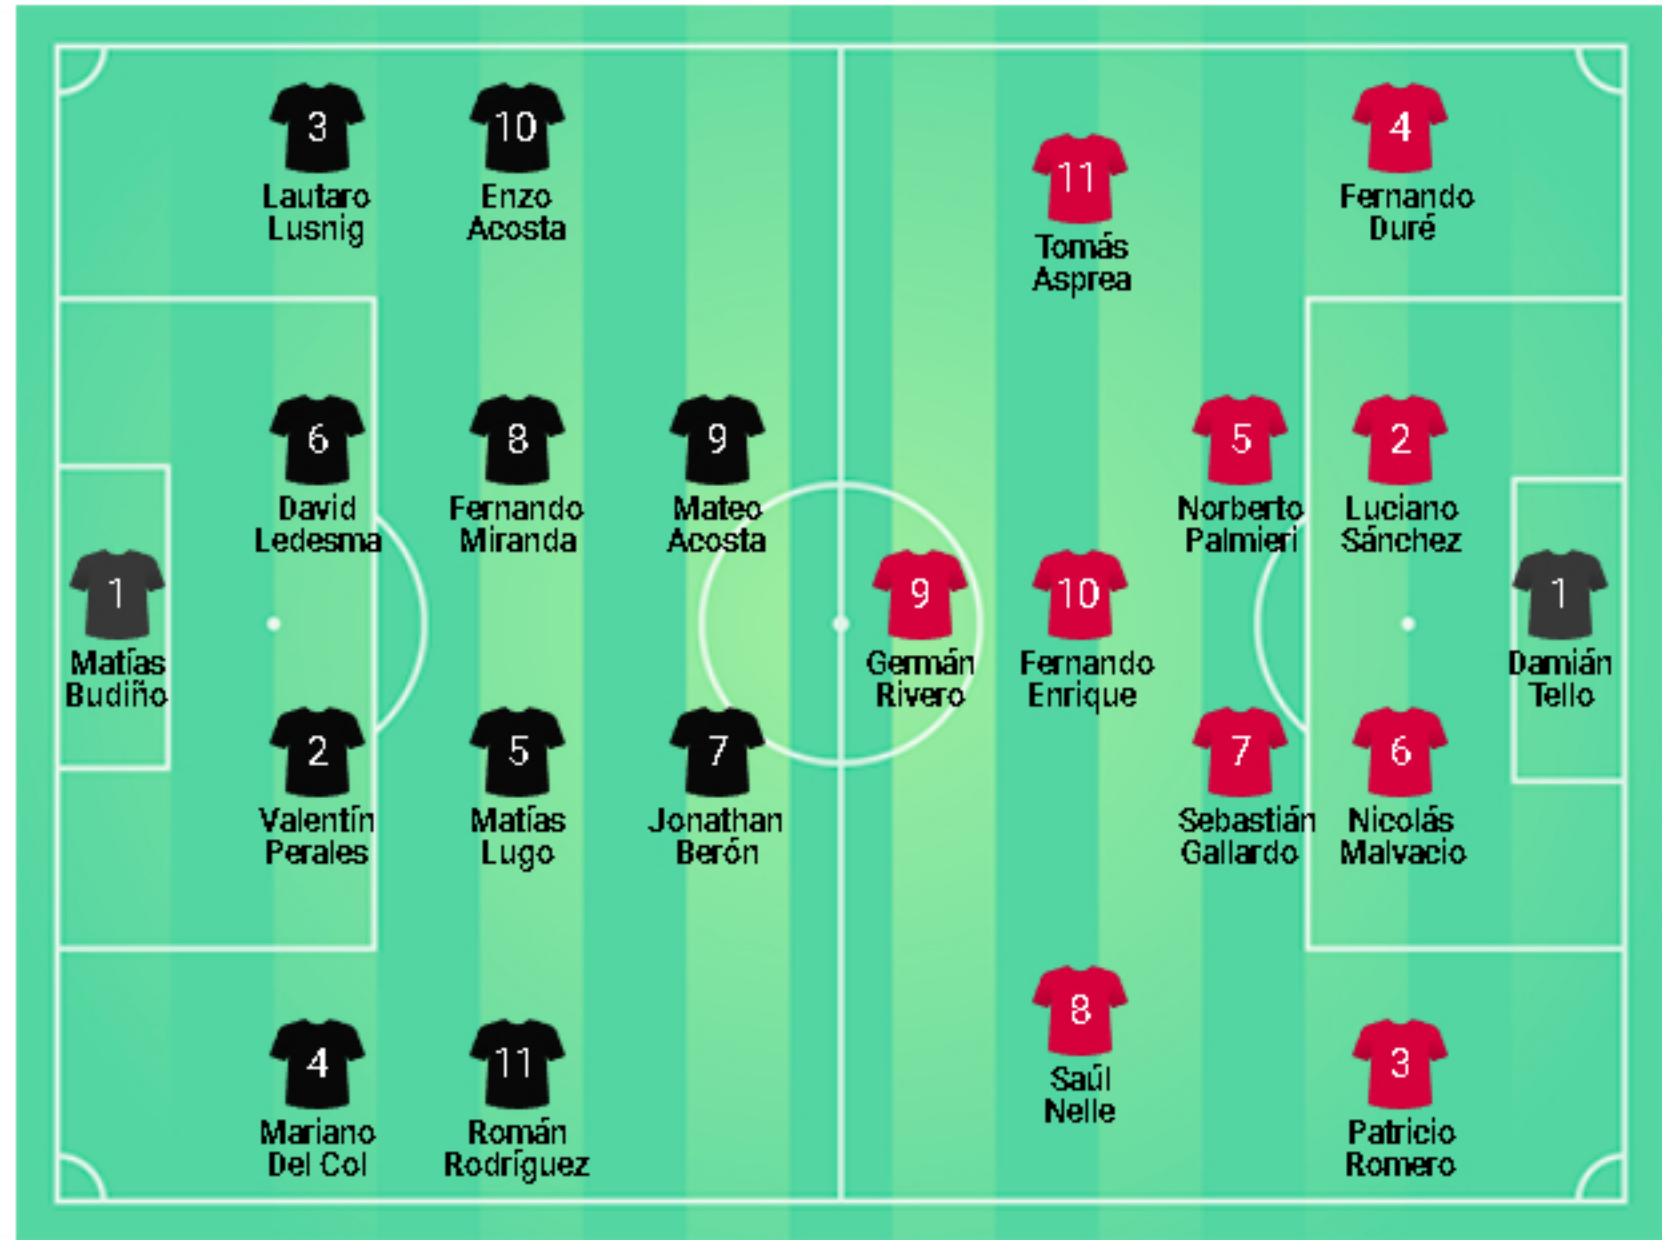 3
Lautaro
Lusnig
10
Enzo
Acosta
11
Tomás
Asprea
4
Fernando
Duré
6
David
Ledesma
8
Fernando
Miranda
9
Mateo
Acosta
5
Norberto
Palmieri
2
Luciano
Sánchez
1
Matías
Budiño
9
Germán
Rivero
10
Fernando
Enrique
1
Damián
Tello
2
Valentín
Perales
5
Matías
Lugo
7
Jonathan
Berón
7
Sebastián
Gallardo
6
Nicolás
Malvacio
4
Mariano
Del Col
11
Román
Rodríguez
8
Saúl
Nelle
3
Patricio
Romero